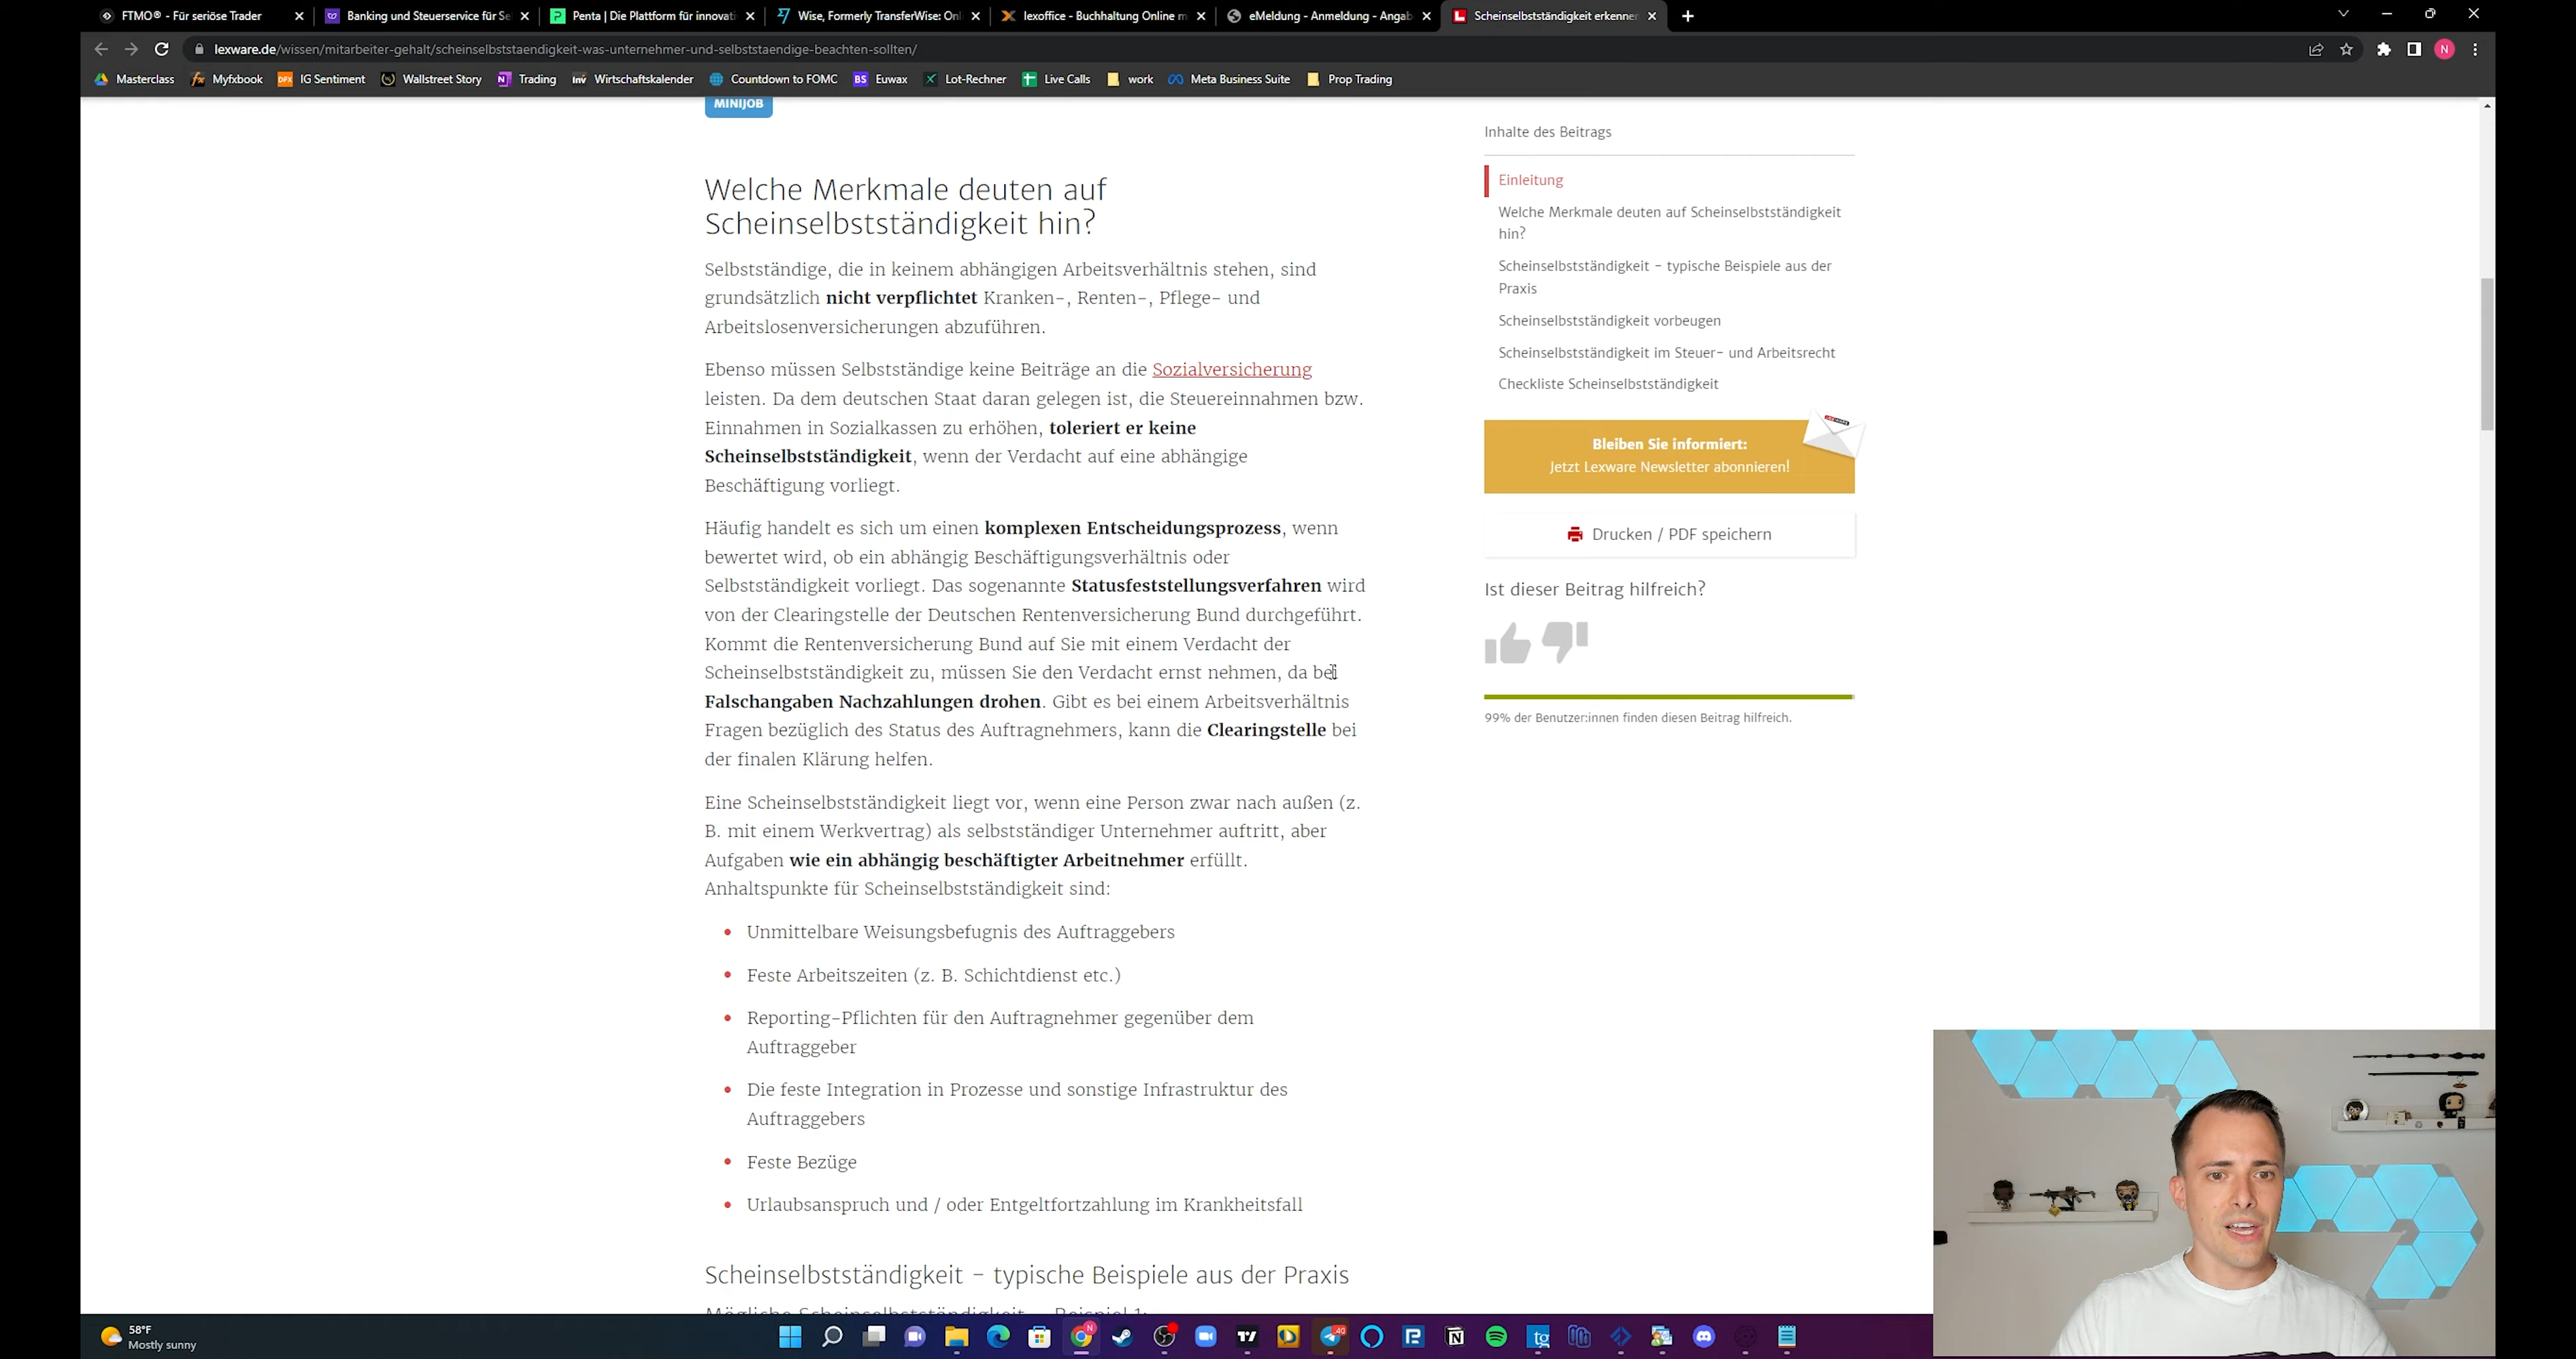 FTMO® - Für seriöse Trader
Banking und Steuerservice für Se
Penta | Die Plattform für innovati
Wise, Formerly TransferWise: Onl
lexoffice - Buchhaltung Online m
eMeldung - Anmeldung - Angab
Scheinselbstständigkeit erkennen
lexware.de/wissen/mitarbeiter-gehalt/scheinselbststaendigkeit-was-unternehmer-und-selbststaendige-beachten-sollten/
N
Masterclass
Myfxbook
IG Sentiment
Wallstreet Story
Trading
Wirtschaftskalender
Countdown to FOMC
Euwax
Lot-Rechner
Live Calls
work
Meta Business Suite
Prop Trading
MINIJOB
Welche Merkmale deuten auf
Scheinselbstständigkeit hin?
Selbstständige, die in keinem abhängigen Arbeitsverhältnis stehen, sind
grundsätzlich nicht verpflichtet Kranken-, Renten-, Pflege- und
Arbeitslosenversicherungen abzuführen.
Ebenso müssen Selbstständige keine Beiträge an die Sozialversicherung
leisten. Da dem deutschen Staat daran gelegen ist, die Steuereinnahmen bzw.
Einnahmen in Sozialkassen zu erhöhen, toleriert er keine
Scheinselbstständigkeit, wenn der Verdacht auf eine abhängige
Beschäftigung vorliegt.
Häufig handelt es sich um einen komplexen Entscheidungsprozess, wenn
bewertet wird, ob ein abhängig Beschäftigungsverhältnis oder
Selbstständigkeit vorliegt. Das sogenannte Statusfeststellungsverfahren wird
von der Clearingstelle der Deutschen Rentenversicherung Bund durchgeführt.
Kommt die Rentenversicherung Bund auf Sie mit einem Verdacht der
Scheinselbstständigkeit zu, müssen Sie den Verdacht ernst nehmen, da bei
Falschangaben Nachzahlungen drohen. Gibt es bei einem Arbeitsverhältnis
Fragen bezüglich des Status des Auftragnehmers, kann die Clearingstelle bei
der finalen Klärung helfen.
Eine Scheinselbstständigkeit liegt vor, wenn eine Person zwar nach außen (z.
B. mit einem Werkvertrag) als selbstständiger Unternehmer auftritt, aber
Aufgaben wie ein abhängig beschäftigter Arbeitnehmer erfüllt.
Anhaltspunkte für Scheinselbstständigkeit sind:
Unmittelbare Weisungsbefugnis des Auftraggebers
Feste Arbeitszeiten (z. B. Schichtdienst etc.)
Reporting-Pflichten für den Auftragnehmer gegenüber dem
Auftraggeber
Die feste Integration in Prozesse und sonstige Infrastruktur des
Auftraggebers
Feste Bezüge
Urlaubsanspruch und / oder Entgeltfortzahlung im Krankheitsfall
Scheinselbstständigkeit - typische Beispiele aus der Praxis
Mögliche Scheinselbstständigkeit – Beispiel 1:
Inhalte des Beitrags
Einleitung
Welche Merkmale deuten auf Scheinselbstständigkeit
hin?
Scheinselbstständigkeit - typische Beispiele aus der
Praxis
Scheinselbstständigkeit vorbeugen
Scheinselbstständigkeit im Steuer- und Arbeitsrecht
Checkliste Scheinselbstständigkeit
Bleiben Sie informiert:
Jetzt Lexware Newsletter abonnieren!
Drucken / PDF speichern
Ist dieser Beitrag hilfreich?
99% der Benutzer:innen finden diesen Beitrag hilfreich.
58°F
Mostly sunny